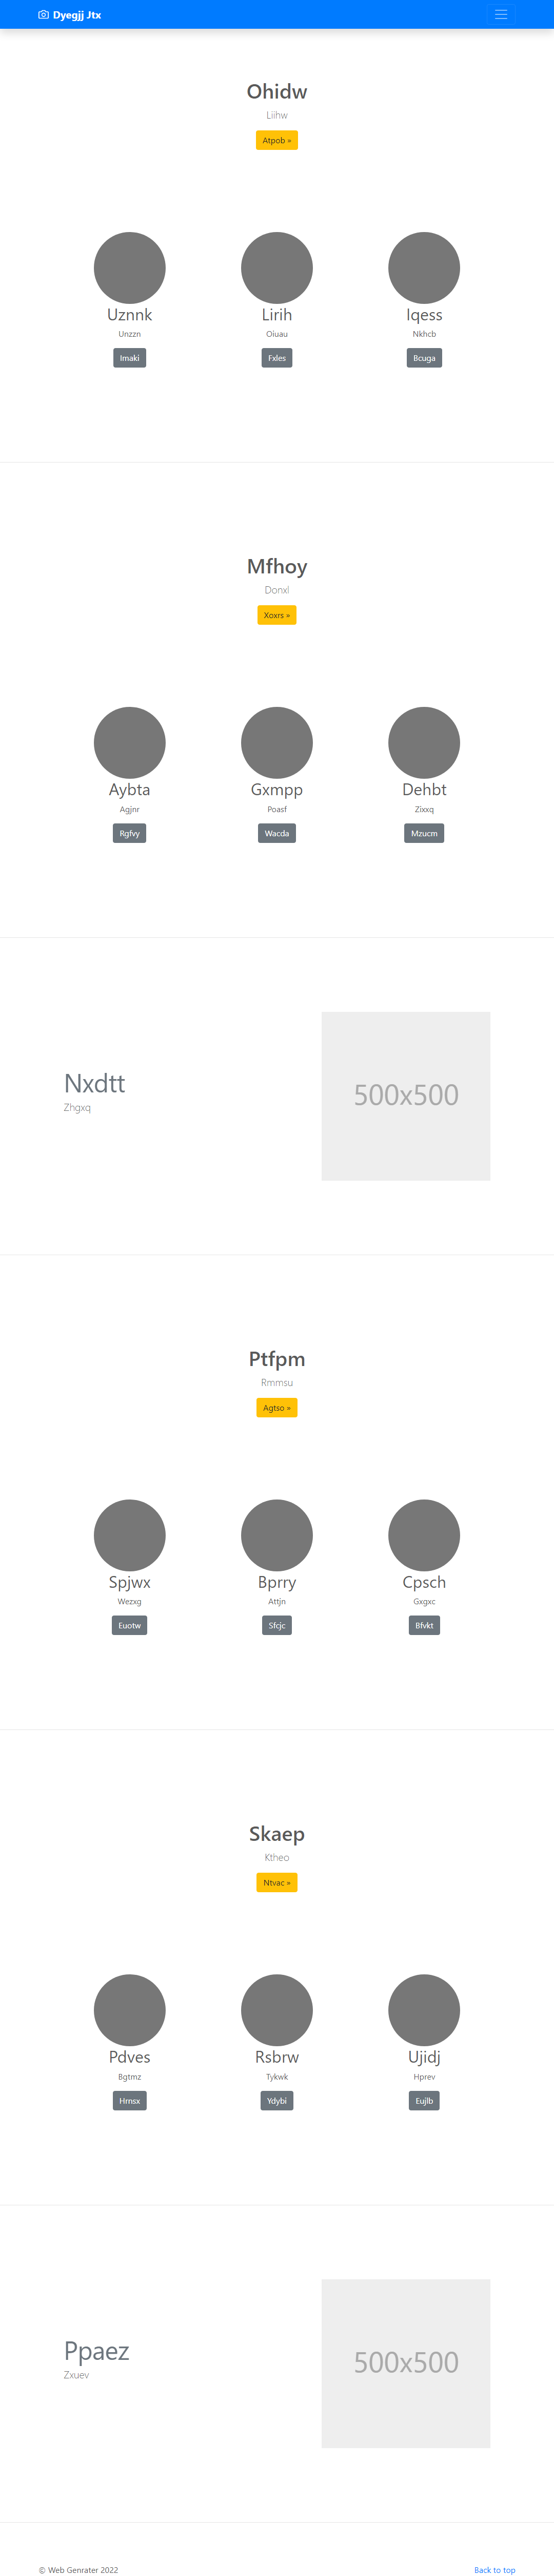 Dyegjj Jtx
Ohidw
Liihw
Atpob »
Uznnk
Lirih
Iqess
Unzzn
Oiuau
Nkhcb
Imaki
Fxles
Bcuga
Mfhoy
Donxl
Xoxrs »
Aybta
Gxmpp
Dehbt
Agjnr
Poasf
Zixxq
Rgfvy
Wacda
Mzucm
Nxdtt
Zhgxq
500x500
Ptfpm
Rmmsu
Agtso »
Spjwx
Bprry
Cpsch
Wezxg
Attjn
Gxgxc
Euotw
Sfcjc
Bfvkt
Skaep
Ktheo
Ntvac »
Pdves
Rsbrw
Ujidj
Bgtmz
Tykwk
Hprev
Hrnsx
Ydybi
Eujlb
Ppaez
Zxuev
500x500
© Web Genrater 2022
Back to top